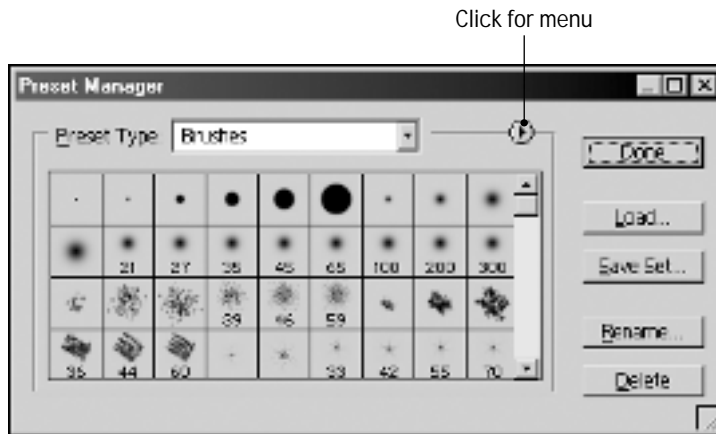 Click for menu
Preset Manager
Preset Type: Brushes
Done
Load...
Save Set...
Rename...
Delete
21 27 35 45 65 100 200 300
39 46 59
36 44 60 33 42 55 70